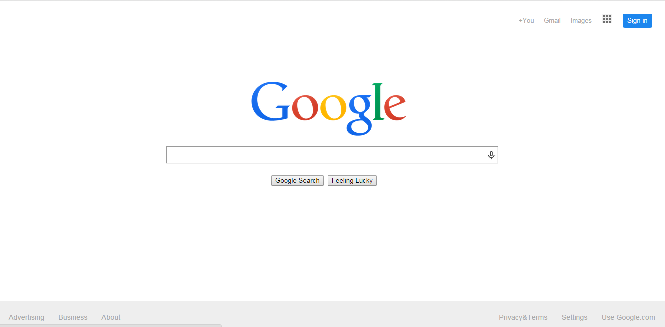 +You Gmail Images Sign in
Google
Google Search Feeling Lucky
Advertising Business About Privacy&Terms Settings Use Google.com